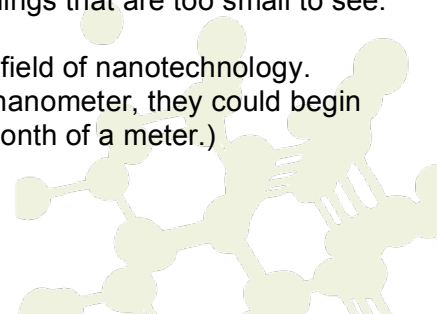 ings that are too small to see.
field of nanotechnology.
nanometer, they could begin
onth of a meter.)